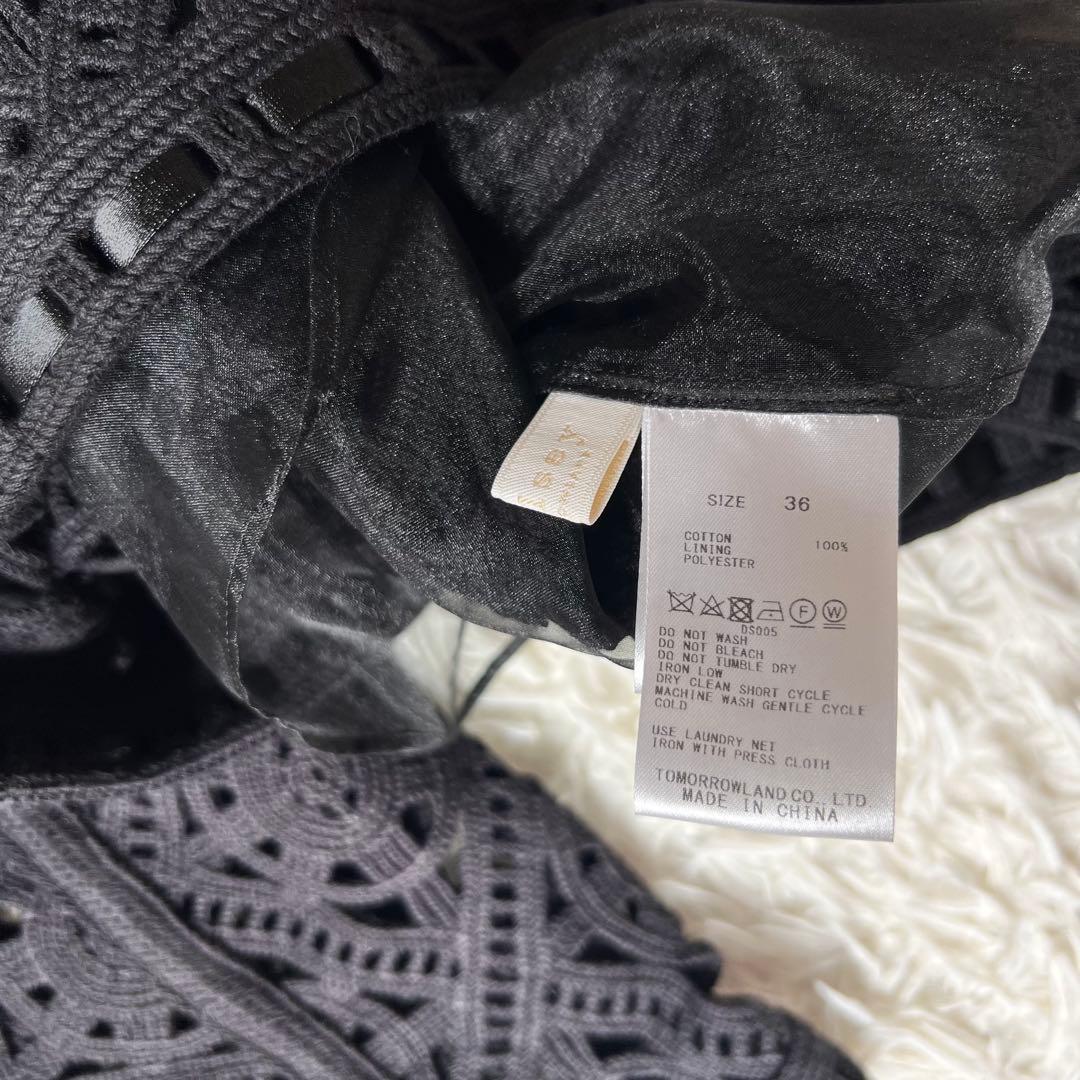 SIZE 36
COTTON 100%
LINING
POLYESTER
F W
DS005
DO NOT WASH
DO NOT BLEACH
DO NOT TUMBLE DRY
IRON LOW
DRY CLEAN SHORT CYCLE
MACHINE WASH GENTLE CYCLE
COLD
USE LAUNDRY NET
IRON WITH PRESS CLOTH
TOMORROWLAND CO., LTD.
MADE IN CHINA